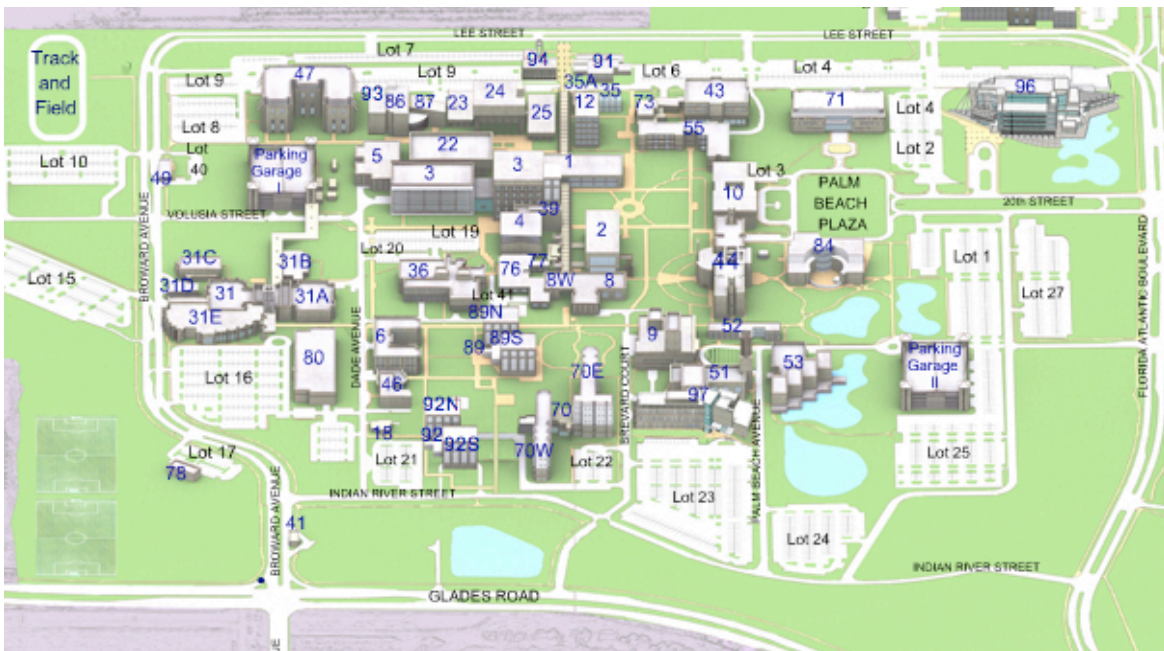 LEE STREET
LEE STREET
Track
and
Field
Lot 7
94
91
Lot 9
47
Lot 9
35A
35
Lot 6
Lot 4
93
86
87
23
24
25
12
73
43
71
Lot 4
96
Lot 8
55
Lot 2
Lot 10
Lot
40
49
Parking
Garage
I
5
22
3
3
1
Lot 3
10
PALM
BEACH
PLAZA
20th STREET
VOLUSIA STREET
39
4
2
Lot 19
Lot 20
BROWARD AVENUE
Lot 15
31C
31B
31D
31
31A
31E
36
76
77
8W
8
44
84
Lot 1
Lot 27
FLORIDA ATLANTIC BOULEVARD
Lot 41
89N
89S
89
6
DADE AVENUE
9
52
53
Parking
Garage
II
80
Lot 16
46
51
97
70E
70
BREVARD COURT
92N
92
92S
18
70W
Lot 21
Lot 22
PALM BEACH AVENUE
Lot 25
Lot 17
78
Lot 23
Lot 24
INDIAN RIVER STREET
41
BROWARD AVENUE
INDIAN RIVER STREET
GLADES ROAD